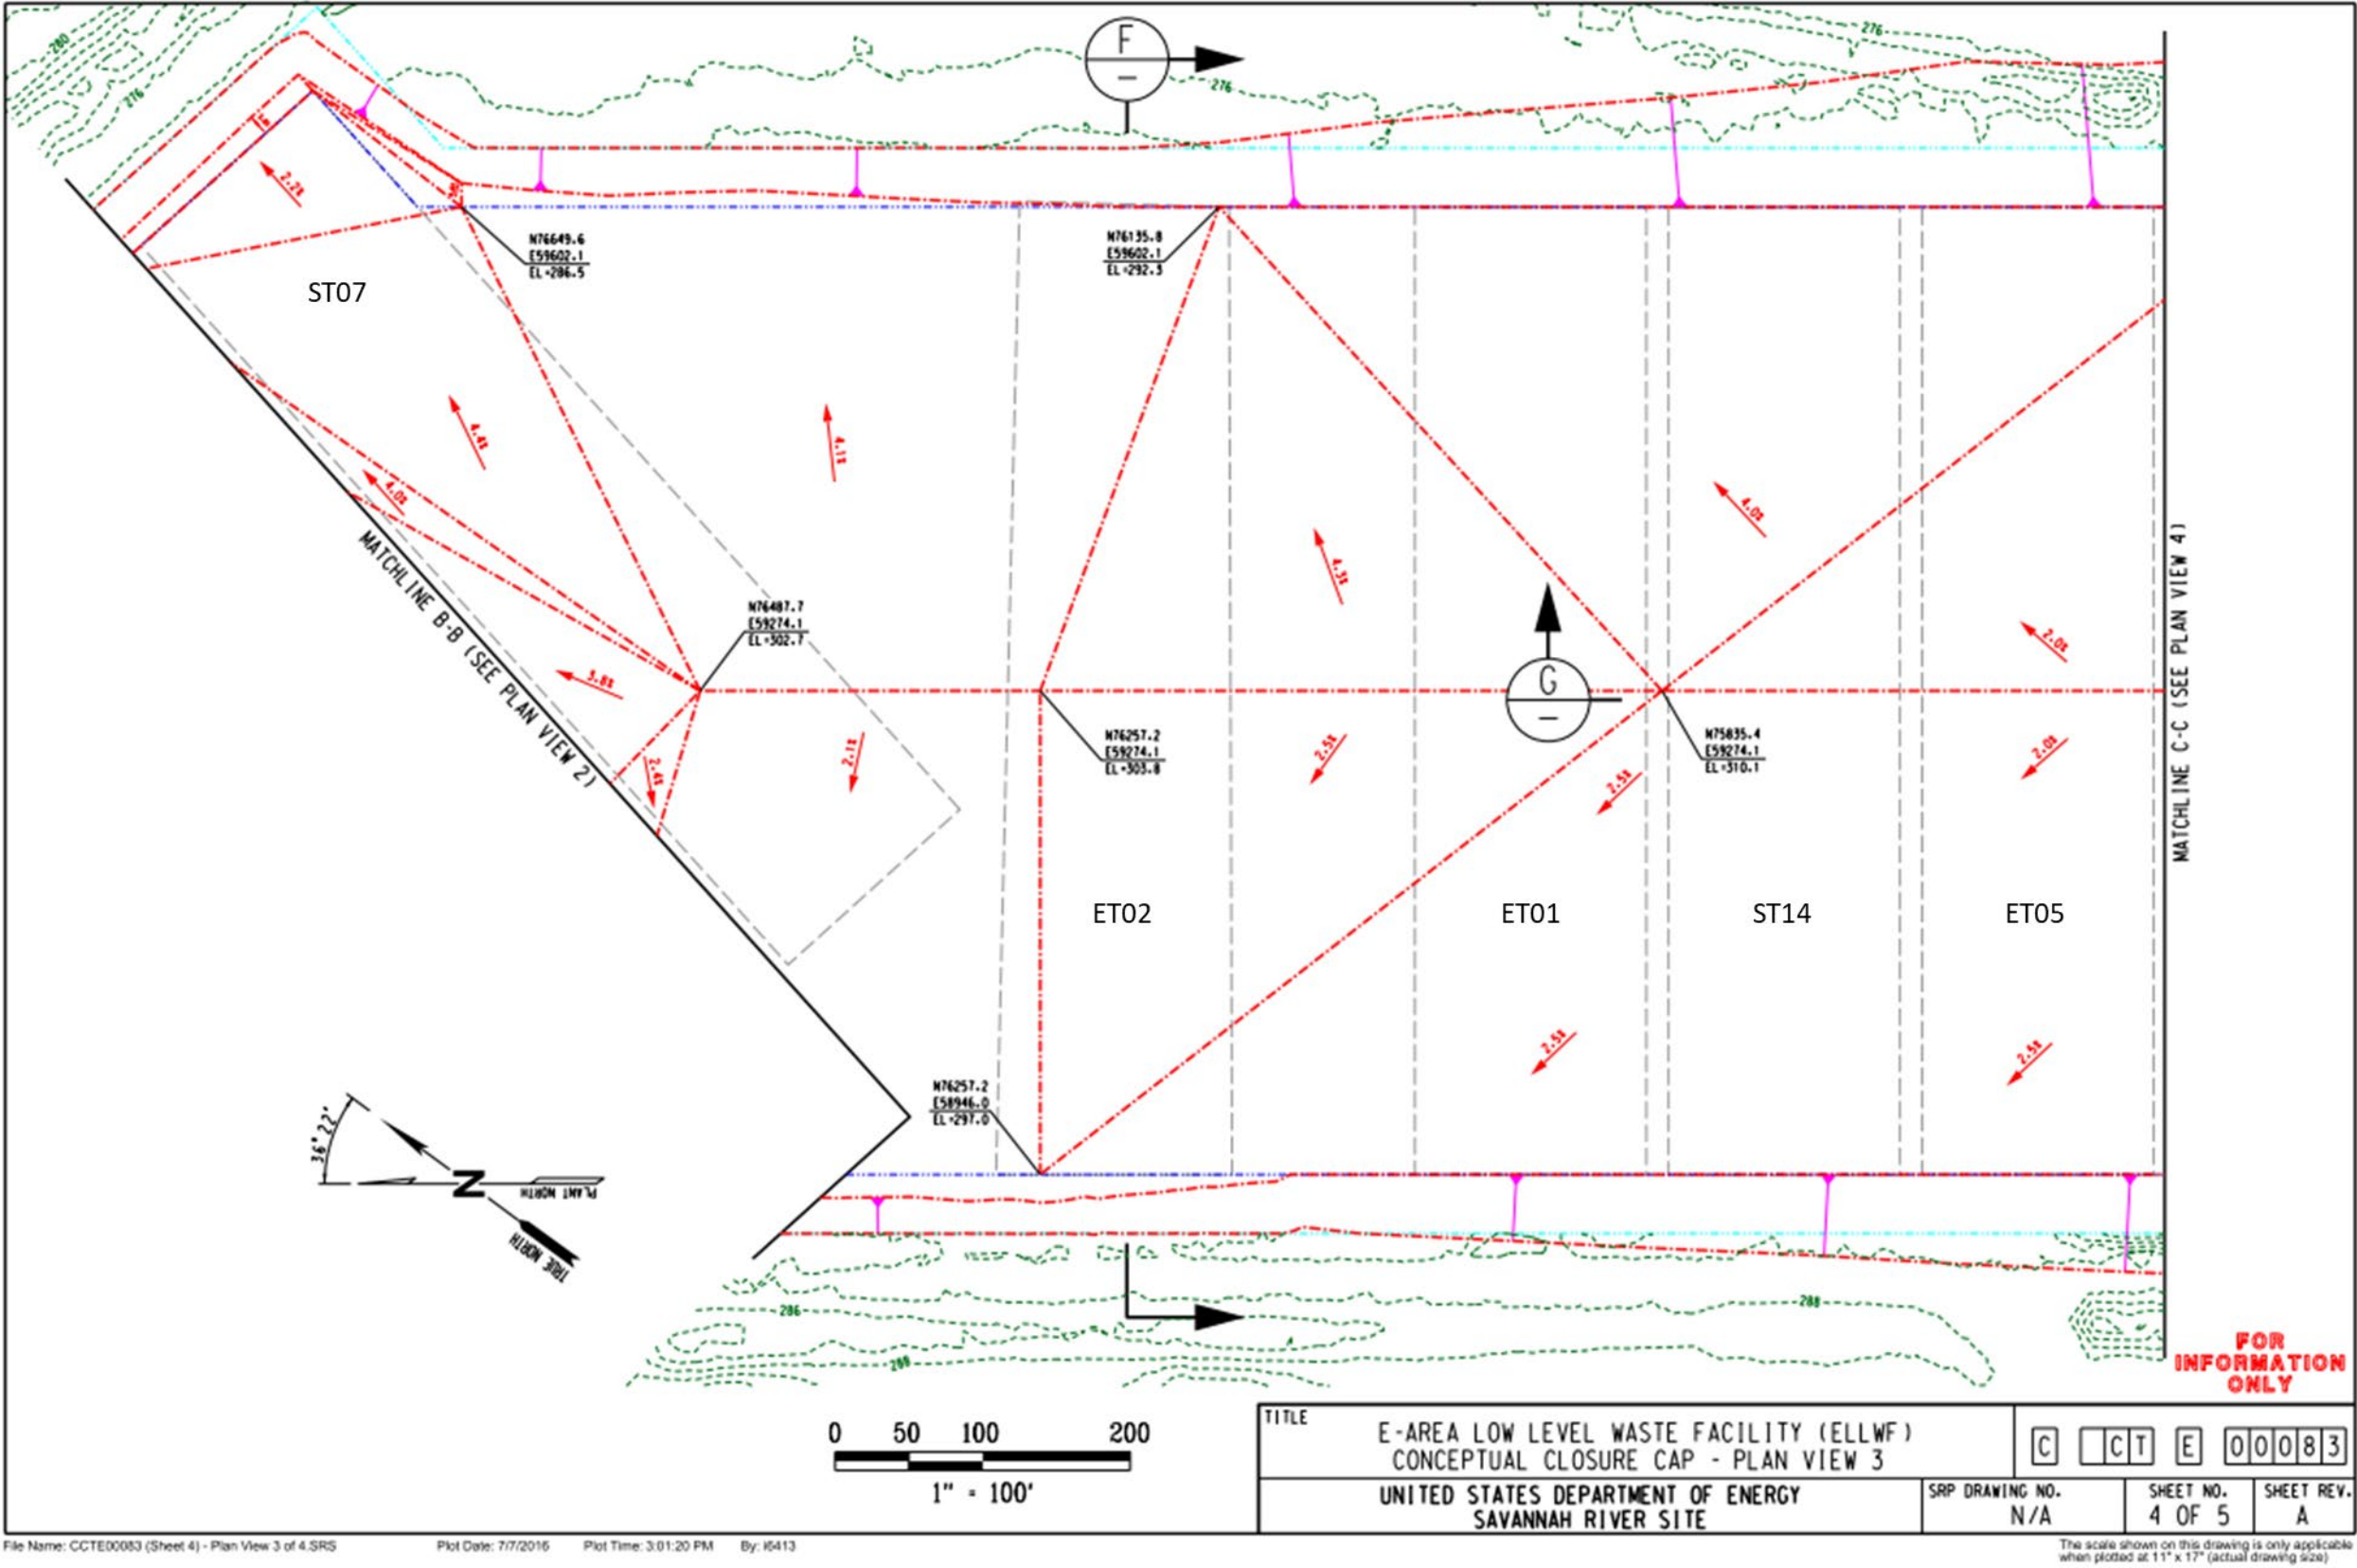 280
276
F
–
276
276
2.2%
N76649.6
E59602.1
EL=286.5
N76135.8
E59602.1
EL=292.3
ST07
4.4%
4.1%
4.0%
4.3%
4.0%
MATCHLINE B-B (SEE PLAN VIEW 2)
MATCHLINE C-C (SEE PLAN VIEW 4)
N76487.7
E59274.1
EL=302.7
2.0%
G
–
N76257.2
E59274.1
EL=303.8
N75835.4
E59274.1
EL=310.1
2.4%
2.1%
2.5%
2.5%
2.0%
ET02
ET01
ST14
ET05
2.5%
2.5%
N76257.2
E58946.0
EL=297.0
36° 22'
N
PLANT NORTH
TRUE NORTH
286
288
FOR
INFORMATION
ONLY
0 50 100 200
1" = 100'
TITLE
E-AREA LOW LEVEL WASTE FACILITY (ELLWF)
CONCEPTUAL CLOSURE CAP - PLAN VIEW 3
C CT E 00083
UNITED STATES DEPARTMENT OF ENERGY
SAVANNAH RIVER SITE
SRP DRAWING NO.
N/A
SHEET NO.
4 OF 5
SHEET REV.
A
File Name: CCTE00083 (Sheet 4) - Plan View 3 of 4.SRS Plot Date: 7/7/2016 Plot Time: 3:01:20 PM By: i6413
The scale shown on this drawing is only applicable
when plotted at 11" x 17" (actual drawing size)